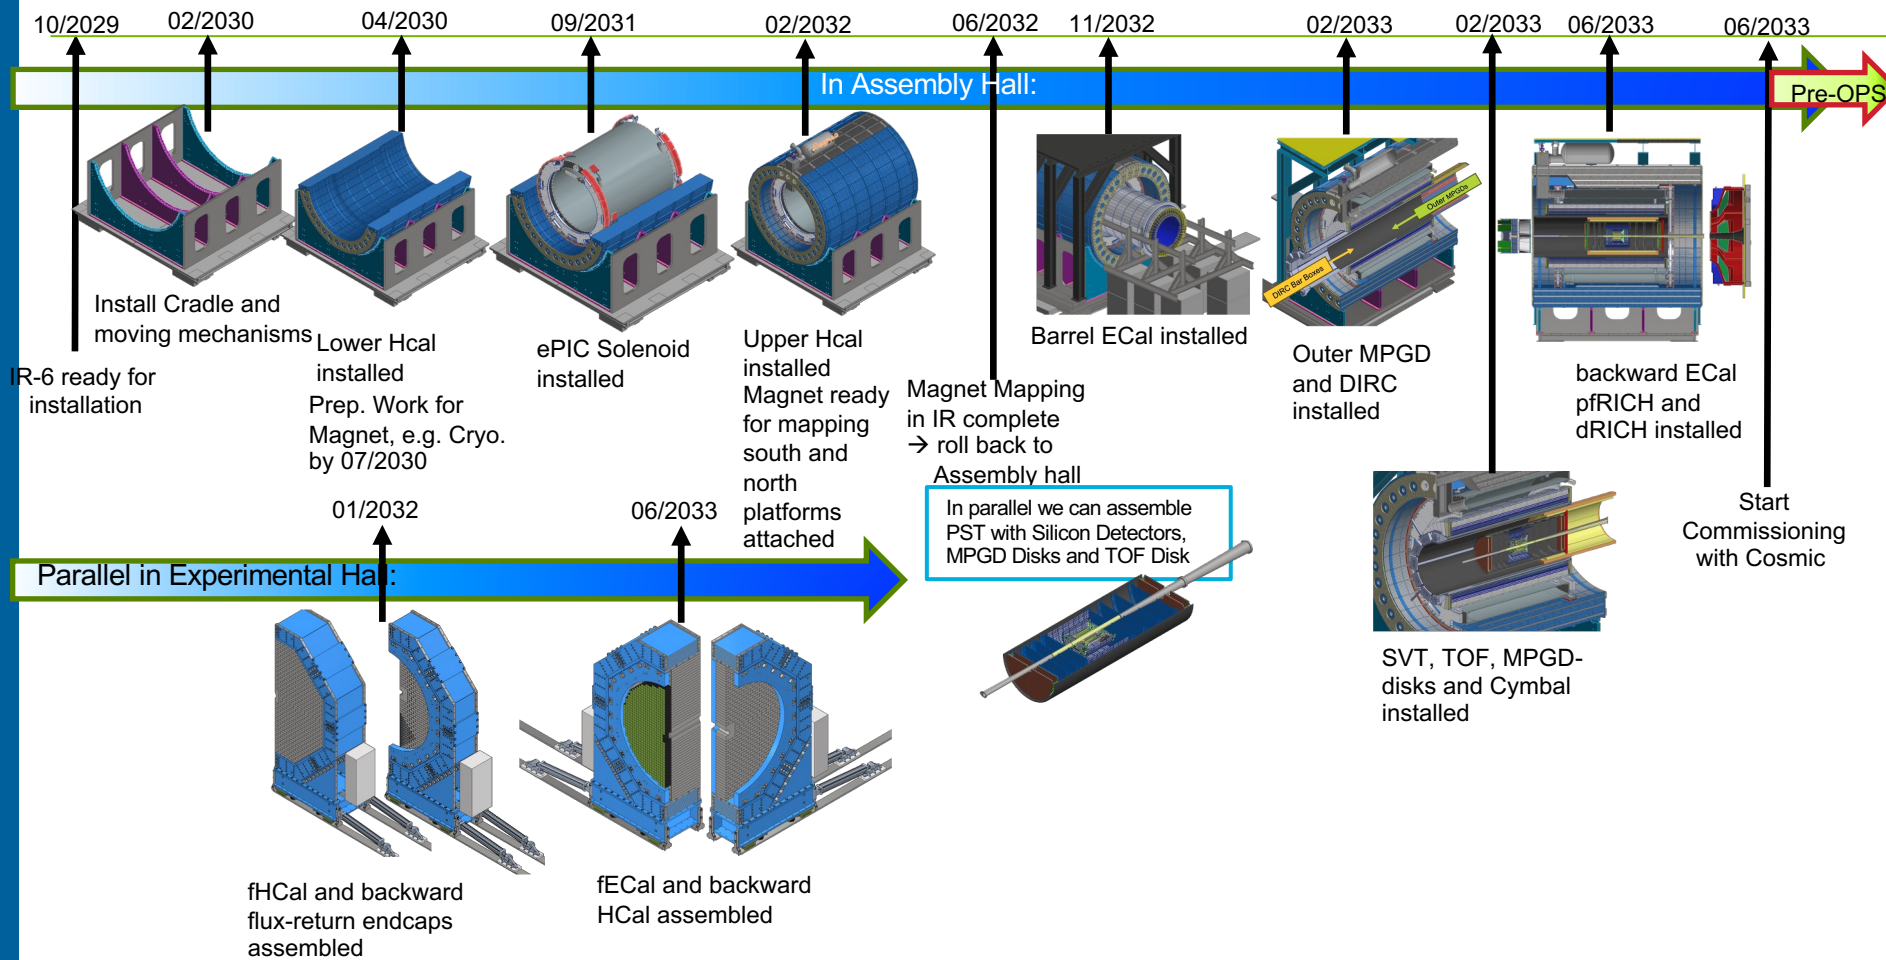 10/2029
02/2030
04/2030
09/2031
02/2032
06/2032
11/2032
02/2033
02/2033
06/2033
06/2033
In Assembly Hall:
Pre-OPS
Outer MPGDs
DIRC Bar Boxes
Install Cradle and
moving mechanisms
IR-6 ready for
installation
Lower Hcal
installed
Prep. Work for
Magnet, e.g. Cryo.
by 07/2030
ePIC Solenoid
installed
Upper Hcal
installed
Magnet ready
for mapping
south and
north
platforms
attached
Magnet Mapping
in IR complete
→ roll back to
Assembly hall
Barrel ECal installed
Outer MPGD
and DIRC
installed
backward ECal
pfRICH and
dRICH installed
Start
Commissioning
with Cosmic
In parallel we can assemble
PST with Silicon Detectors,
MPGD Disks and TOF Disk
SVT, TOF, MPGD-
disks and Cymbal
installed
01/2032
06/2033
Parallel in Experimental Hall:
fHCal and backward
flux-return endcaps
assembled
fECal and backward
HCal assembled